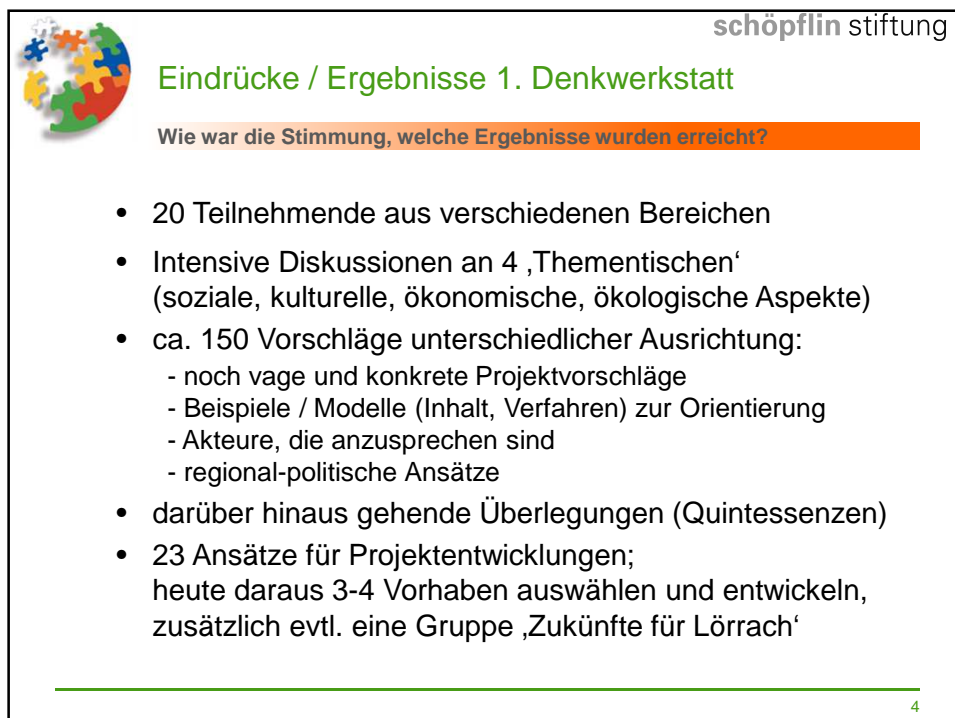 schöpflin stiftung
Eindrücke / Ergebnisse 1. Denkwerkstatt
Wie war die Stimmung, welche Ergebnisse wurden erreicht?
• 20 Teilnehmende aus verschiedenen Bereichen
• Intensive Diskussionen an 4 ‚Thementischen‘
(soziale, kulturelle, ökonomische, ökologische Aspekte)
• ca. 150 Vorschläge unterschiedlicher Ausrichtung:
- noch vage und konkrete Projektvorschläge
- Beispiele / Modelle (Inhalt, Verfahren) zur Orientierung
- Akteure, die anzusprechen sind
- regional-politische Ansätze
• darüber hinaus gehende Überlegungen (Quintessenzen)
• 23 Ansätze für Projektentwicklungen;
heute daraus 3-4 Vorhaben auswählen und entwickeln,
zusätzlich evtl. eine Gruppe ‚Zukünfte für Lörrach‘
4